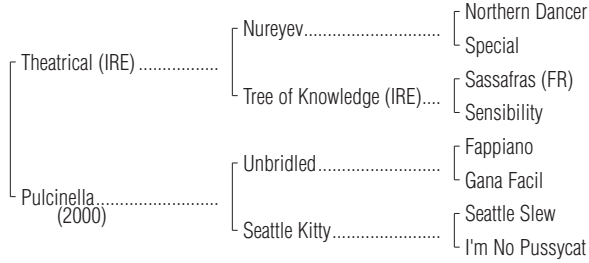 Northern Dancer
Nureyev
Special
Theatrical (IRE)
Sassafras (FR)
Tree of Knowledge (IRE)
Sensibility
Fappiano
Unbridled
Gana Facil
Pulcinella
(2000)
Seattle Slew
Seattle Kitty
I'm No Pussycat